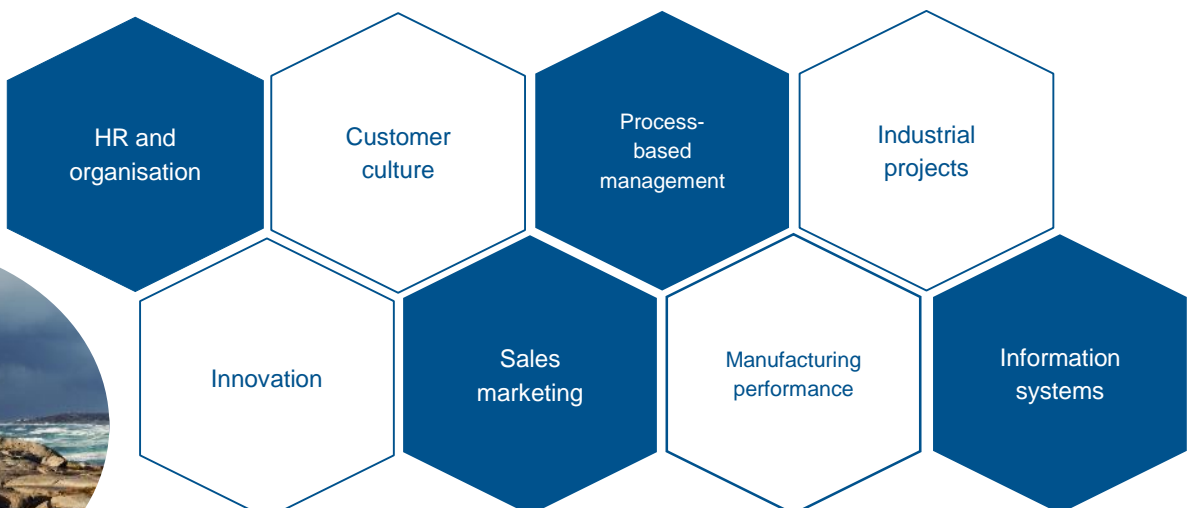 HR and
organisation
Customer
culture
Process-
based
management
Industrial
projects
Innovation
Sales
marketing
Manufacturing
performance
Information
systems